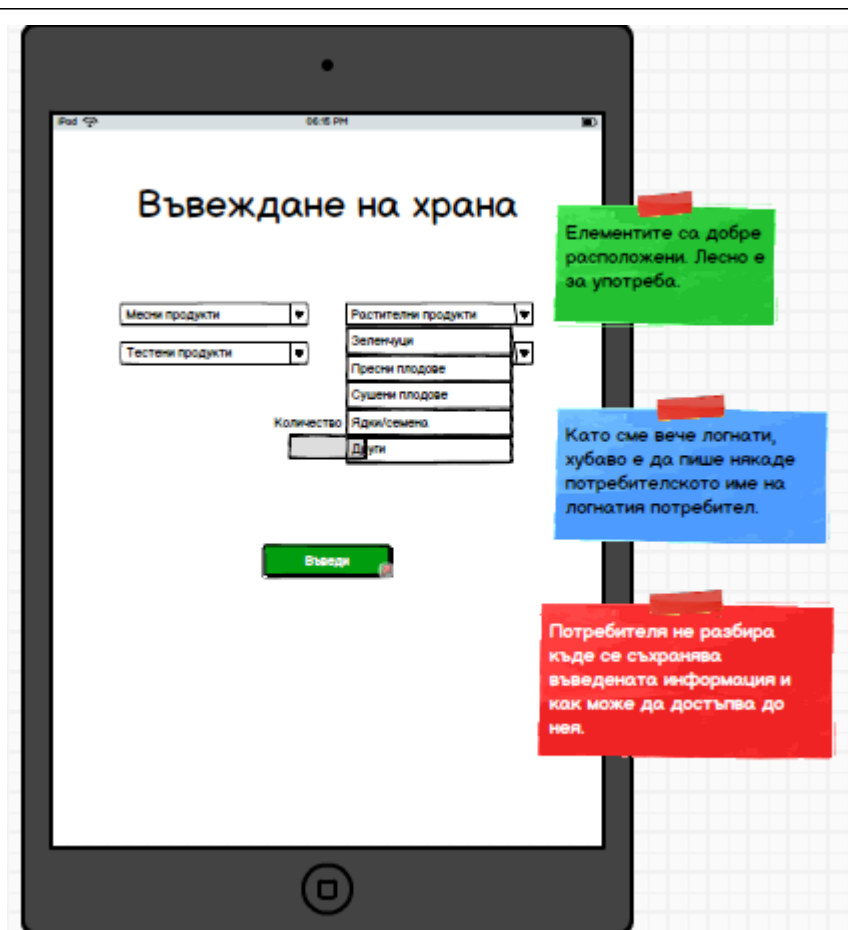 iPad
06:15 PM
Въвеждане на храна
Месни продукти
Растителни продукти
Тестени продукти
Зеленчуци
Пресни плодове
Сушени плодове
Количество
Ядки/семена
Други
Въведи
Елементите са добре
разположени. Лесно е
за употреба.
Като сме вече логнати,
хубаво е да пише някаде
потребителското име на
логнатия потребител.
Потребителя не разбира
къде се съхранява
въведената информация и
как може да достъпва до
нея.